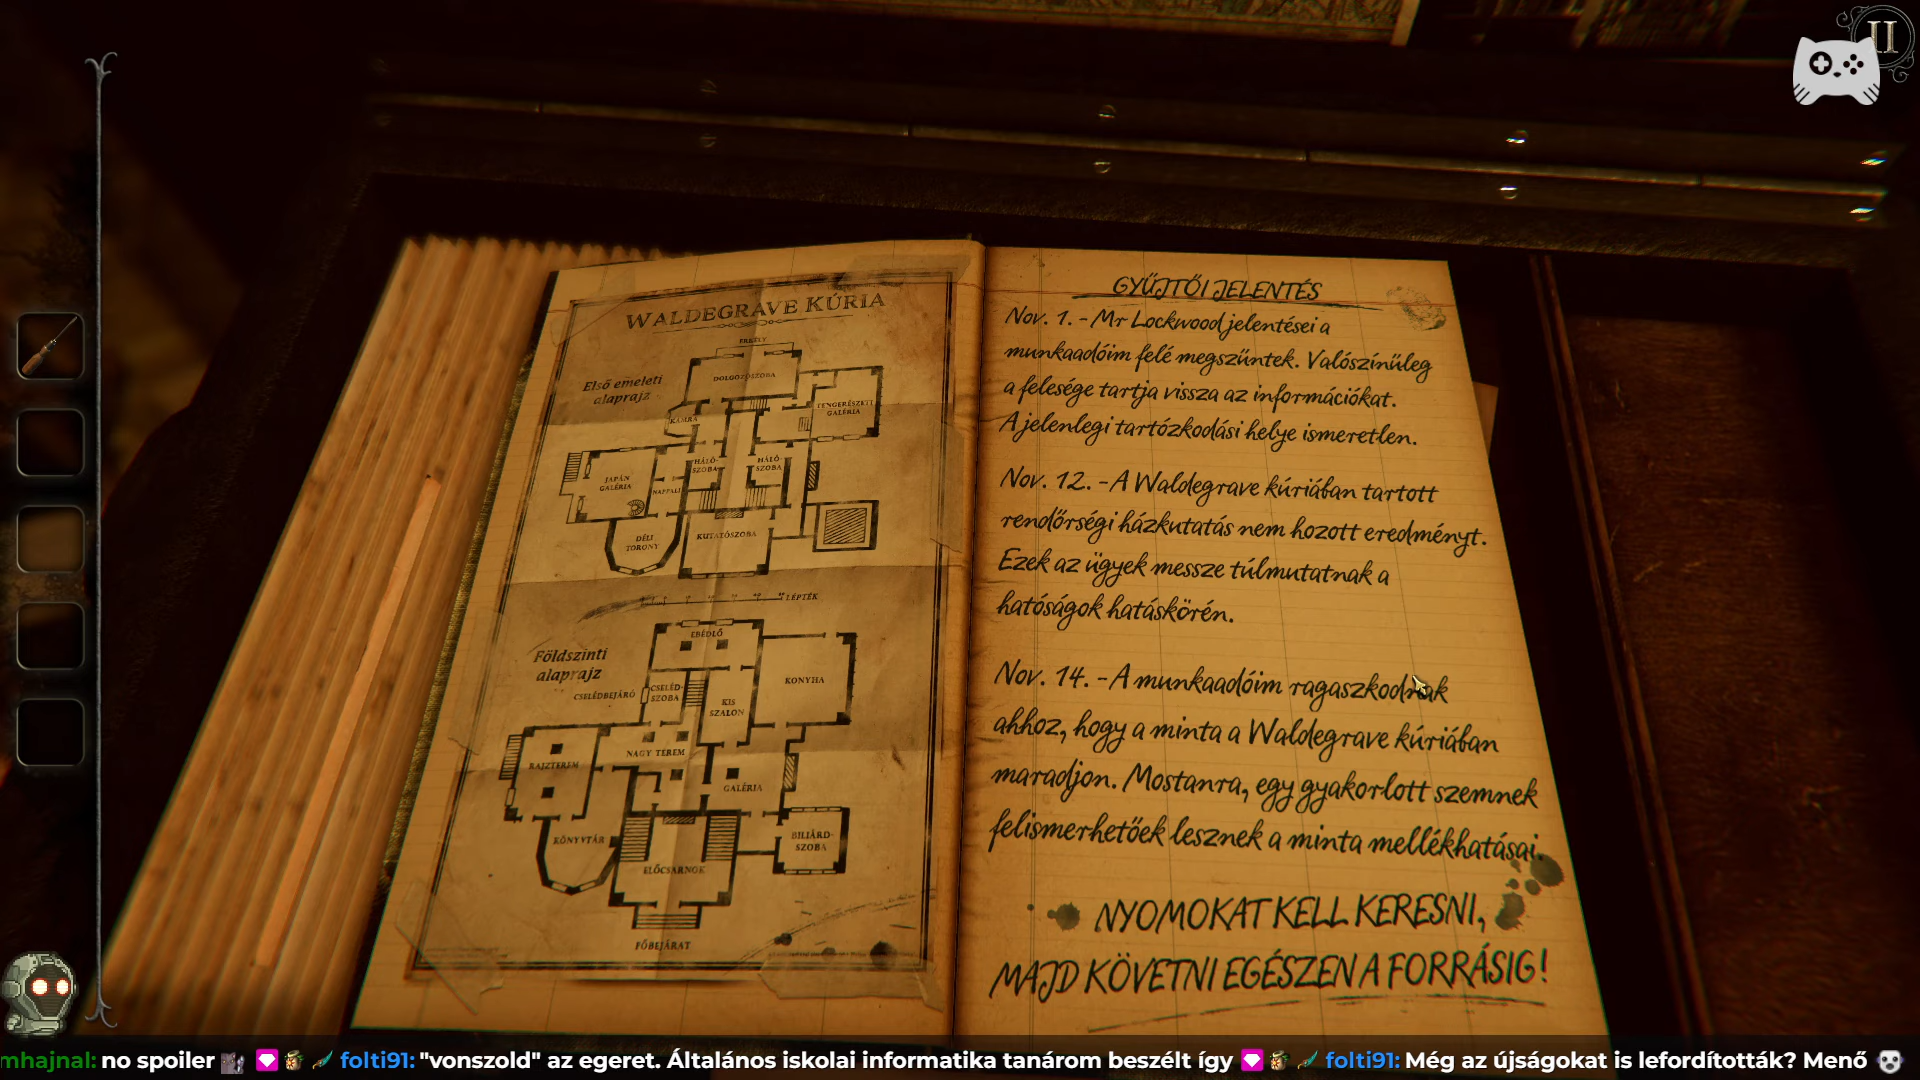 II
WALDEGRAVE KÚRIA
ERKÉLY
Első emeleti
alaprajz
DOLGOZÓSZOBA
TENGERÉSZETI
GALÉRIA
KAMRA
HÁLÓ-
SZOBA
HÁLÓ
SZOBA
JAPÁN
GALÉRIA
NAPPALI
DÉLI
TORONY
KUTATÓSZOBA
LÉPTÉK
Földszinti
alaprajz
EBÉDLŐ
CSELÉDBEJÁRÓ
CSELÉD-
SZOBA
KIS
SZALON
KONYHA
NAGY TEREM
RAJZTEREM
GALÉRIA
KÖNYVTÁR
BILIÁRD-
SZOBA
ELŐCSARNOK
FŐBEJÁRAT
GYŰJTŐI JELENTÉS
Nov. 1. - Mr Lockwood jelentései a
munkaadóim felé megszűntek. Valószínűleg
a felesége tartja vissza az információkat.
A jelenlegi tartózkodási helye ismeretlen.
Nov. 12. - A Waldegrave kúriában tartott
rendőrségi házkutatás nem hozott eredményt.
Ezek az ügyek messze túlmutatnak a
hatóságok hatáskörén.
Nov. 14. - A munkaadóim ragaszkodnak
ahhoz, hogy a minta a Waldegrave kúriában
maradjon. Mostanra, egy gyakorlott szemnek
felismerhetőek lesznek a minta mellékhatásai.
NYOMOKAT KELL KERESNI,
MAJD KÖVETNI EGÉSZEN A FORRÁSIG!
mhajnal: no spoiler folti91: "vonszold" az egeret. Általános iskolai informatika tanárom beszélt így folti91: Még az újságokat is lefordították? Menő